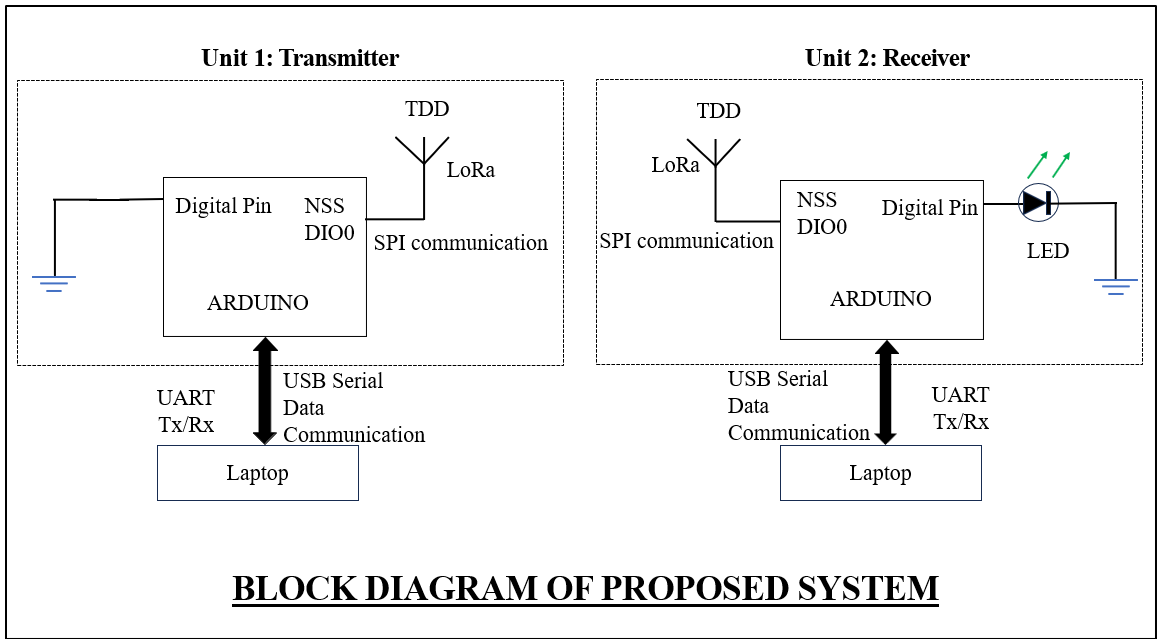 Unit 1: Transmitter
TDD
LoRa
Digital Pin
NSS
DIO0
SPI communication
ARDUINO
UART
Tx/Rx
USB Serial
Data
Communication
Laptop
Unit 2: Receiver
TDD
LoRa
NSS
DIO0
Digital Pin
SPI communication
LED
ARDUINO
USB Serial
Data
Communication
UART
Tx/Rx
Laptop
BLOCK DIAGRAM OF PROPOSED SYSTEM